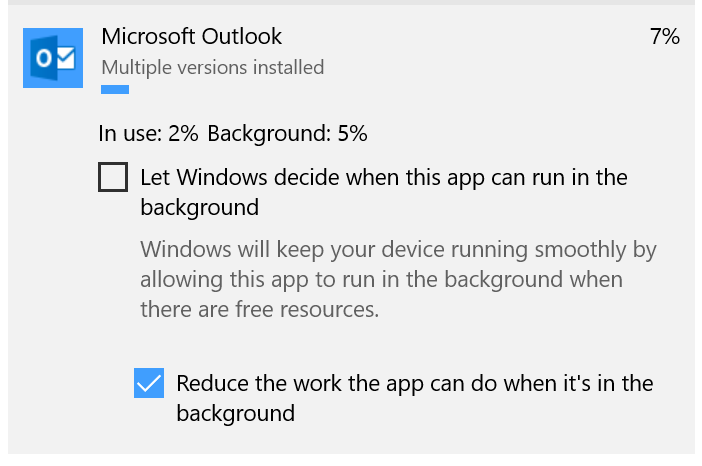 Microsoft Outlook 7%
Multiple versions installed
In use: 2% Background: 5%
Let Windows decide when this app can run in the
background
Windows will keep your device running smoothly by
allowing this app to run in the background when
there are free resources.
Reduce the work the app can do when it's in the
background